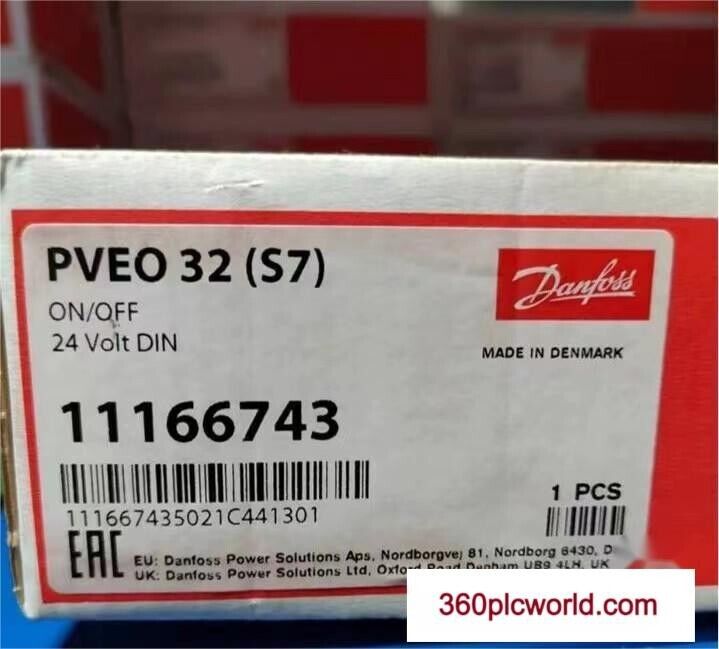 PVEO 32 (S7)
ON/OFF
24 Volt DIN
Danfoss
MADE IN DENMARK
11166743
111667435021C441301
1 PCS
EAC
EU: Danfoss Power Solutions Aps, Nordborgvej 81, Nordborg 6430, D
UK: Danfoss Power Solutions Ltd, Oxford Road Denham UB9 4LH, UK
360plcworld.com